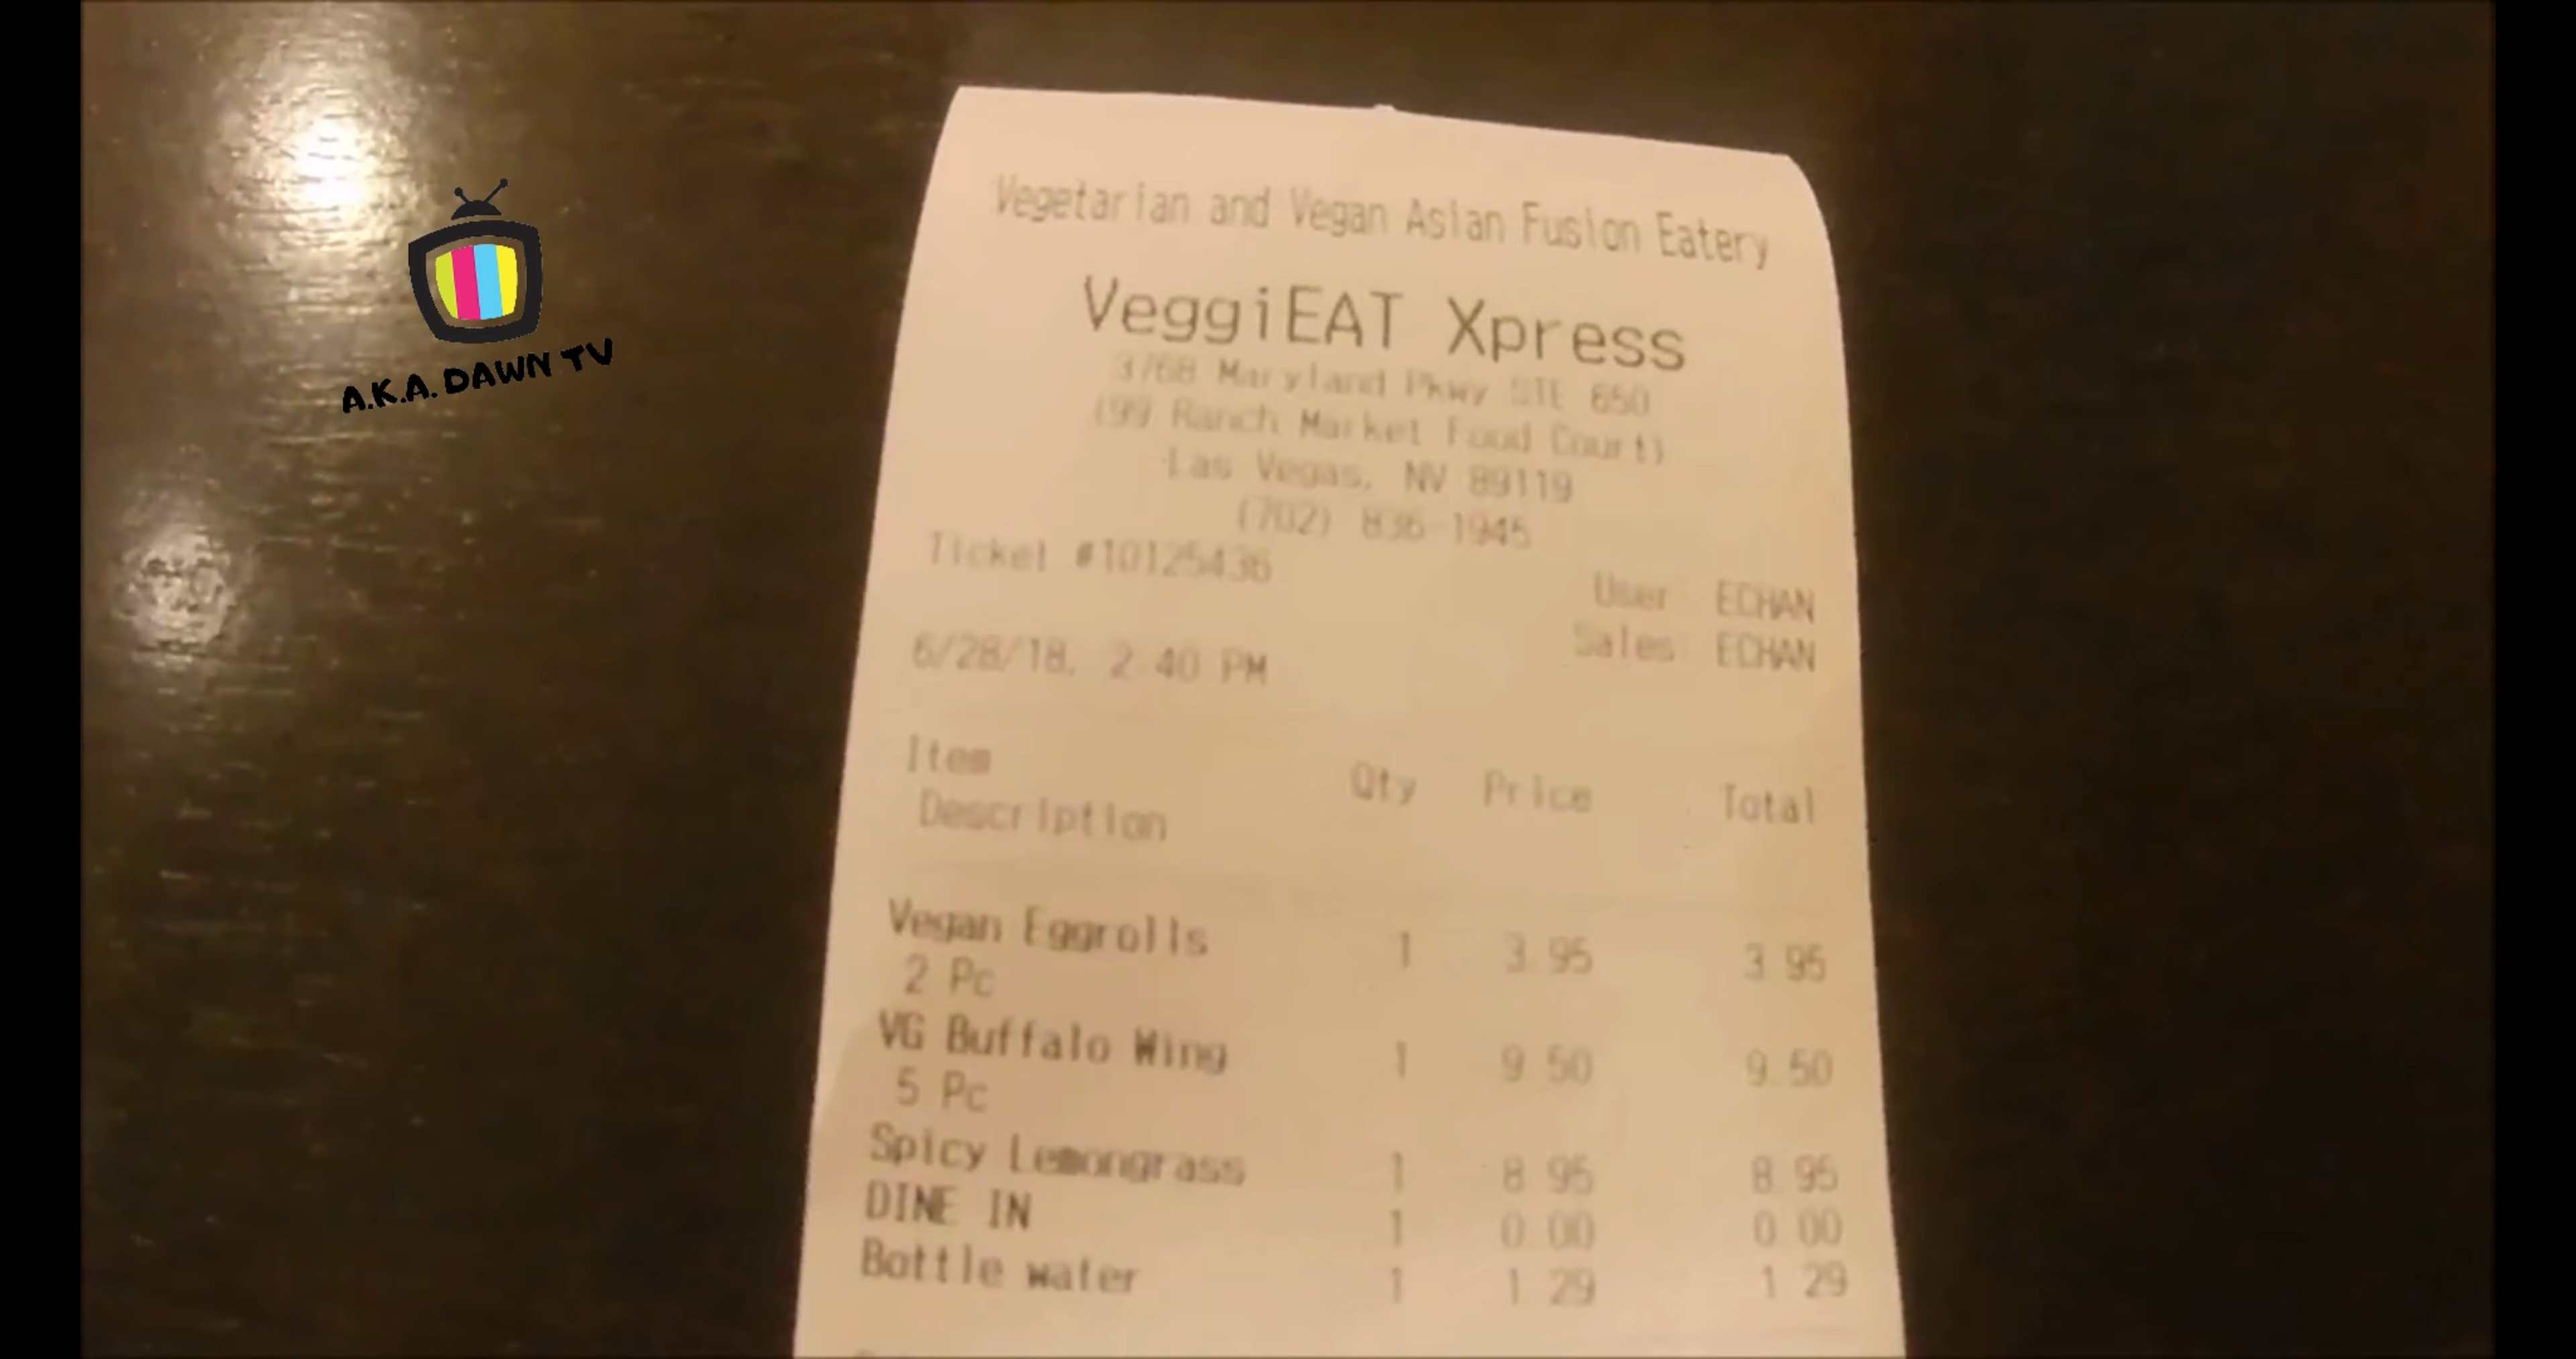 A.K.A. DAWN TV
Vegetarian and Vegan Asian Fusion Eatery
VeggiEAT Xpress
3768 Maryland Pkwy STE 650
(99 Ranch Market Food Court)
Las Vegas, NV 89119
(702) 836-1945
Ticket #10125436
User: ECHAN
Sales: ECHAN
6/28/18, 2:40 PM
Item Qty Price Total
Description
Vegan Eggrolls 1 3.95 3.95
2 Pc
VG Buffalo Wing 1 9.50 9.50
5 Pc
Spicy Lemongrass 1 8.95 8.95
DINE IN 1 0.00 0.00
Bottle water 1 1.29 1.29